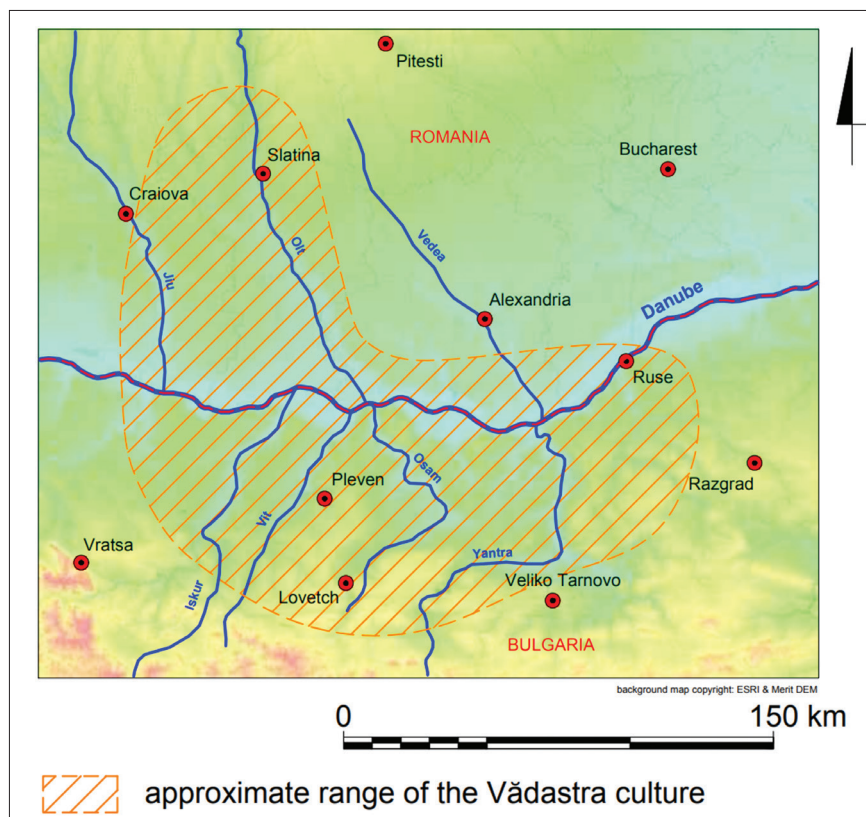 Pitesti
ROMANIA
Bucharest
Slatina
Craiova
Olt
Vedea
Jiu
Danube
Alexandria
Ruse
Osam
Razgrad
Pleven
Vit
Vratsa
Yantra
Iskur
Lovetch
Veliko Tarnovo
BULGARIA
background map copyright: ESRI & Merit DEM
0 150 km
approximate range of the Vădastra culture